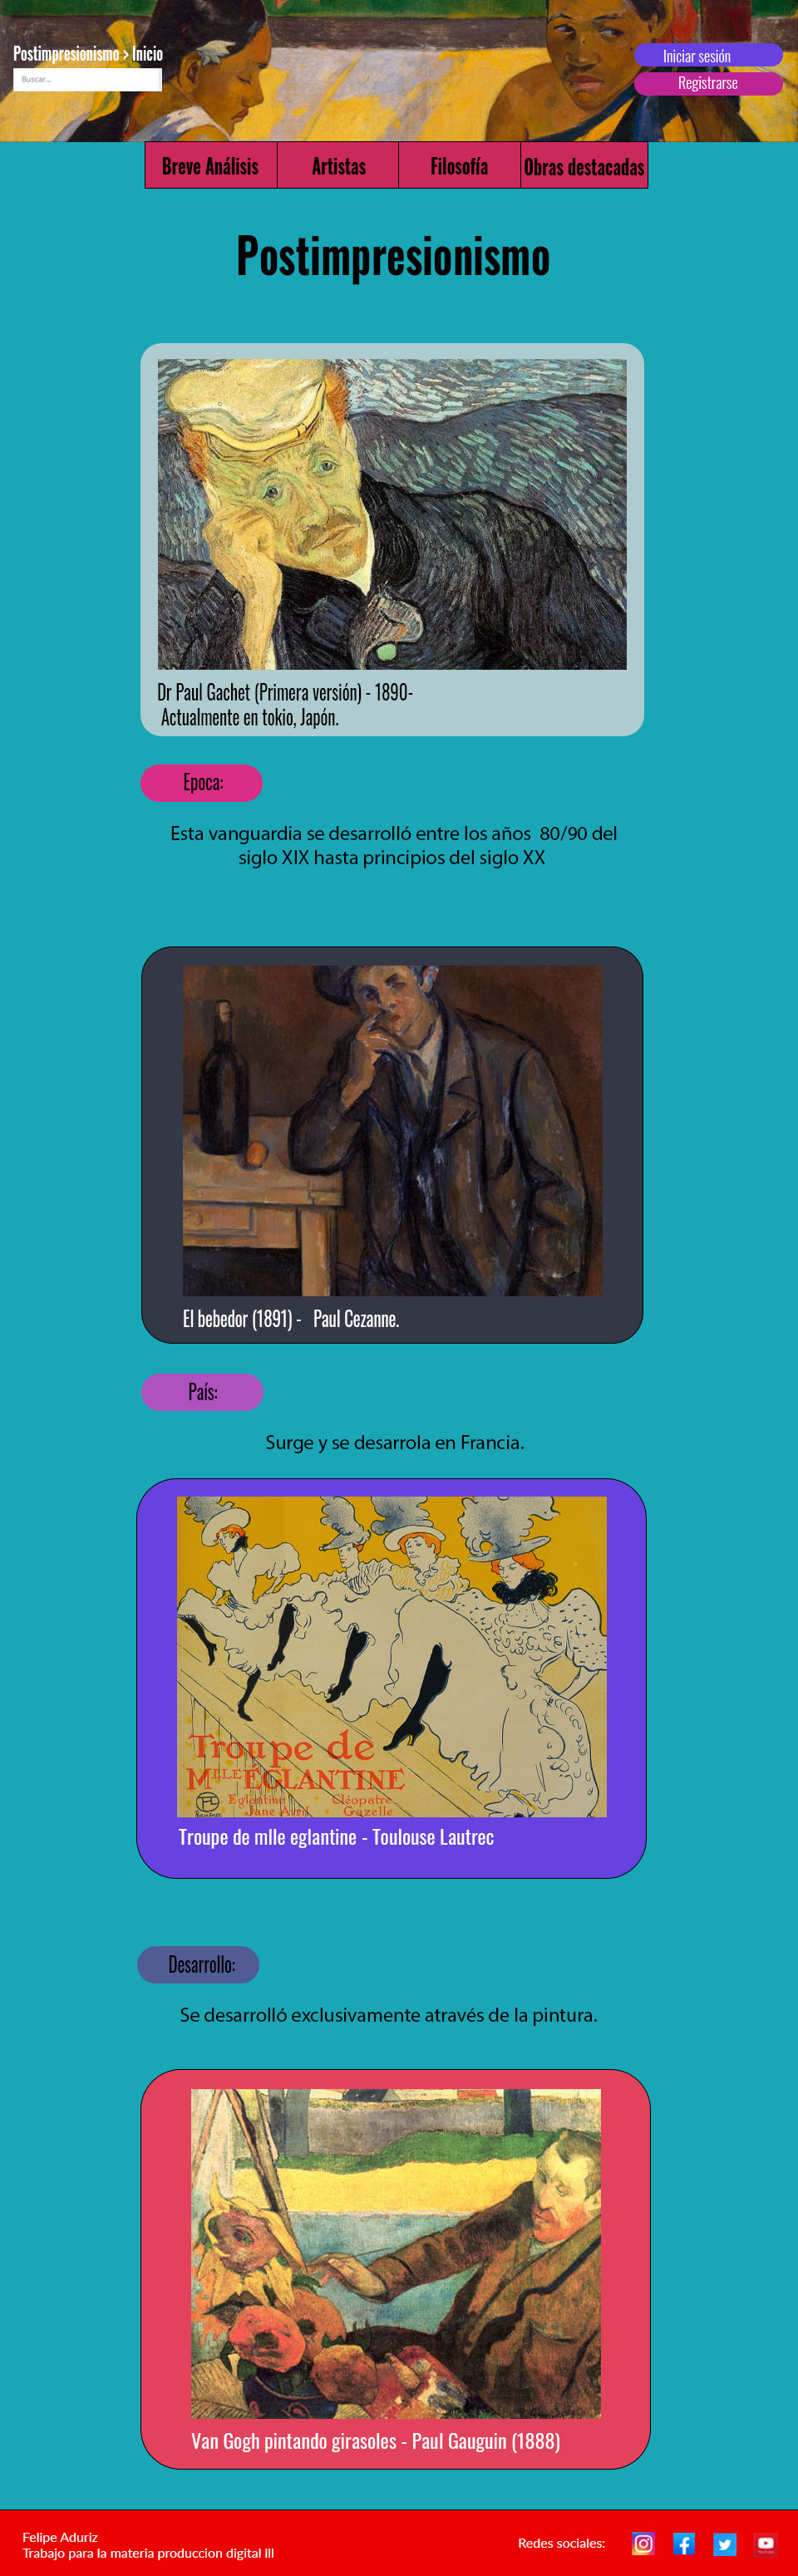 Postimpresionismo > Inicio
Buscar...
Iniciar sesión
Registrarse
Breve Análisis
Artistas
Filosofía
Obras destacadas
Postimpresionismo
Dr Paul Gachet (Primera versión) - 1890-
Actualmente en tokio, Japón.
Epoca:
Esta vanguardia se desarrolló entre los años 80/90 del
siglo XIX hasta principios del siglo XX
El bebedor (1891) - Paul Cezanne.
País:
Surge y se desarrola en Francia.
Troupe de
MLLE ÉGLANTINE
Eglantine Cléopatre
Jane Avril Gazelle
Troupe de mlle eglantine - Toulouse Lautrec
Desarrollo:
Se desarrolló exclusivamente através de la pintura.
Van Gogh pintando girasoles - Paul Gauguin (1888)
Felipe Aduriz
Trabajo para la materia produccion digital III
Redes sociales: